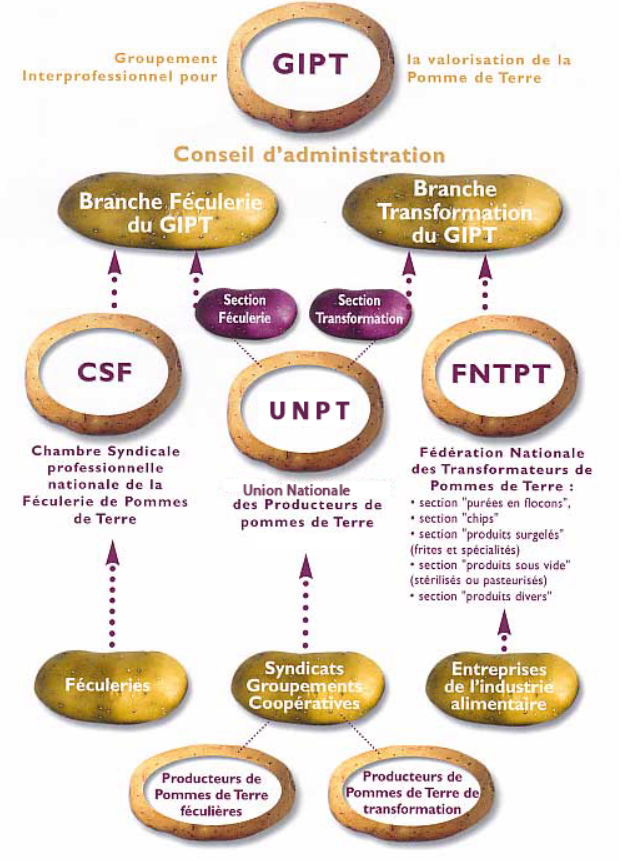 Groupement
Interprofessionnel pour
GIPT
la valorisation de la
Pomme de Terre
Conseil d'administration
Branche Féculerie
du GIPT
Branche
Transformation
du GIPT
Section
Féculerie
Section
Transformation
CSF
UNPT
FNTPT
Chambre Syndicale
professionnelle
nationale de la
Féculerie de Pommes
de Terre
Union Nationale
des Producteurs de
pommes de Terre
Fédération Nationale
des Transformateurs de
Pommes de Terre :
• section "purées en flocons",
• section "chips"
• section "produits surgelés"
(frites et spécialités)
• section "produits sous vide"
(stérilisés ou pasteurisés)
• section "produits divers"
Féculeries
Syndicats
Groupements
Coopératives
Entreprises
de l'industrie
alimentaire
Producteurs de
Pommes de Terre
féculières
Producteurs de
Pommes de Terre de
transformation